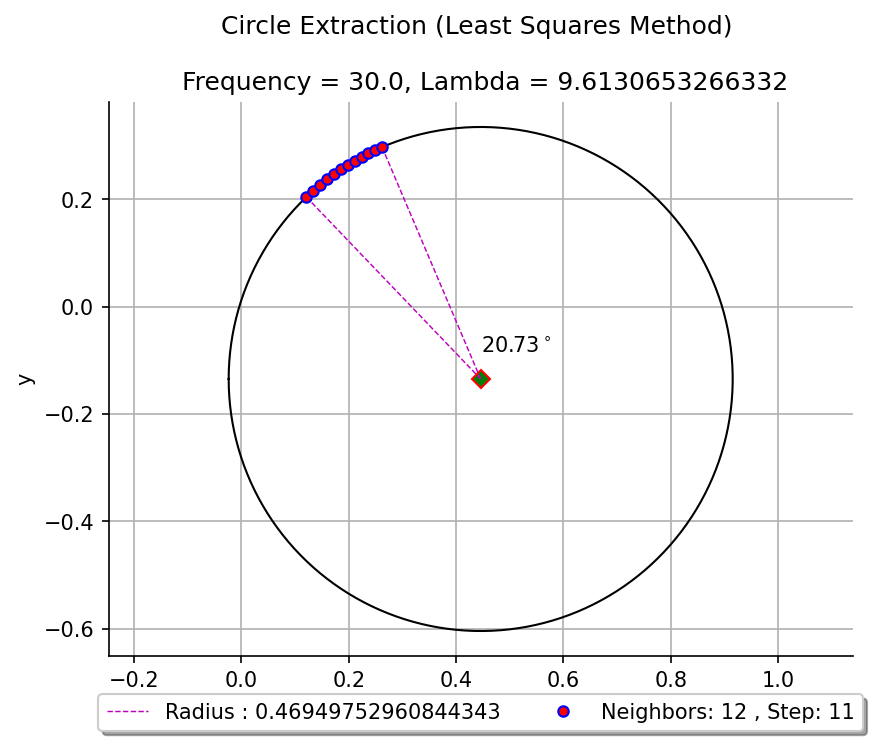 Circle Extraction (Least Squares Method)
Frequency = 30.0, Lambda = 9.6130653266332
0.2
0.0
−0.2
−0.4
−0.6
y
20.73°
−0.2 0.0 0.2 0.4 0.6 0.8 1.0
Radius : 0.46949752960844343 Neighbors: 12 , Step: 11